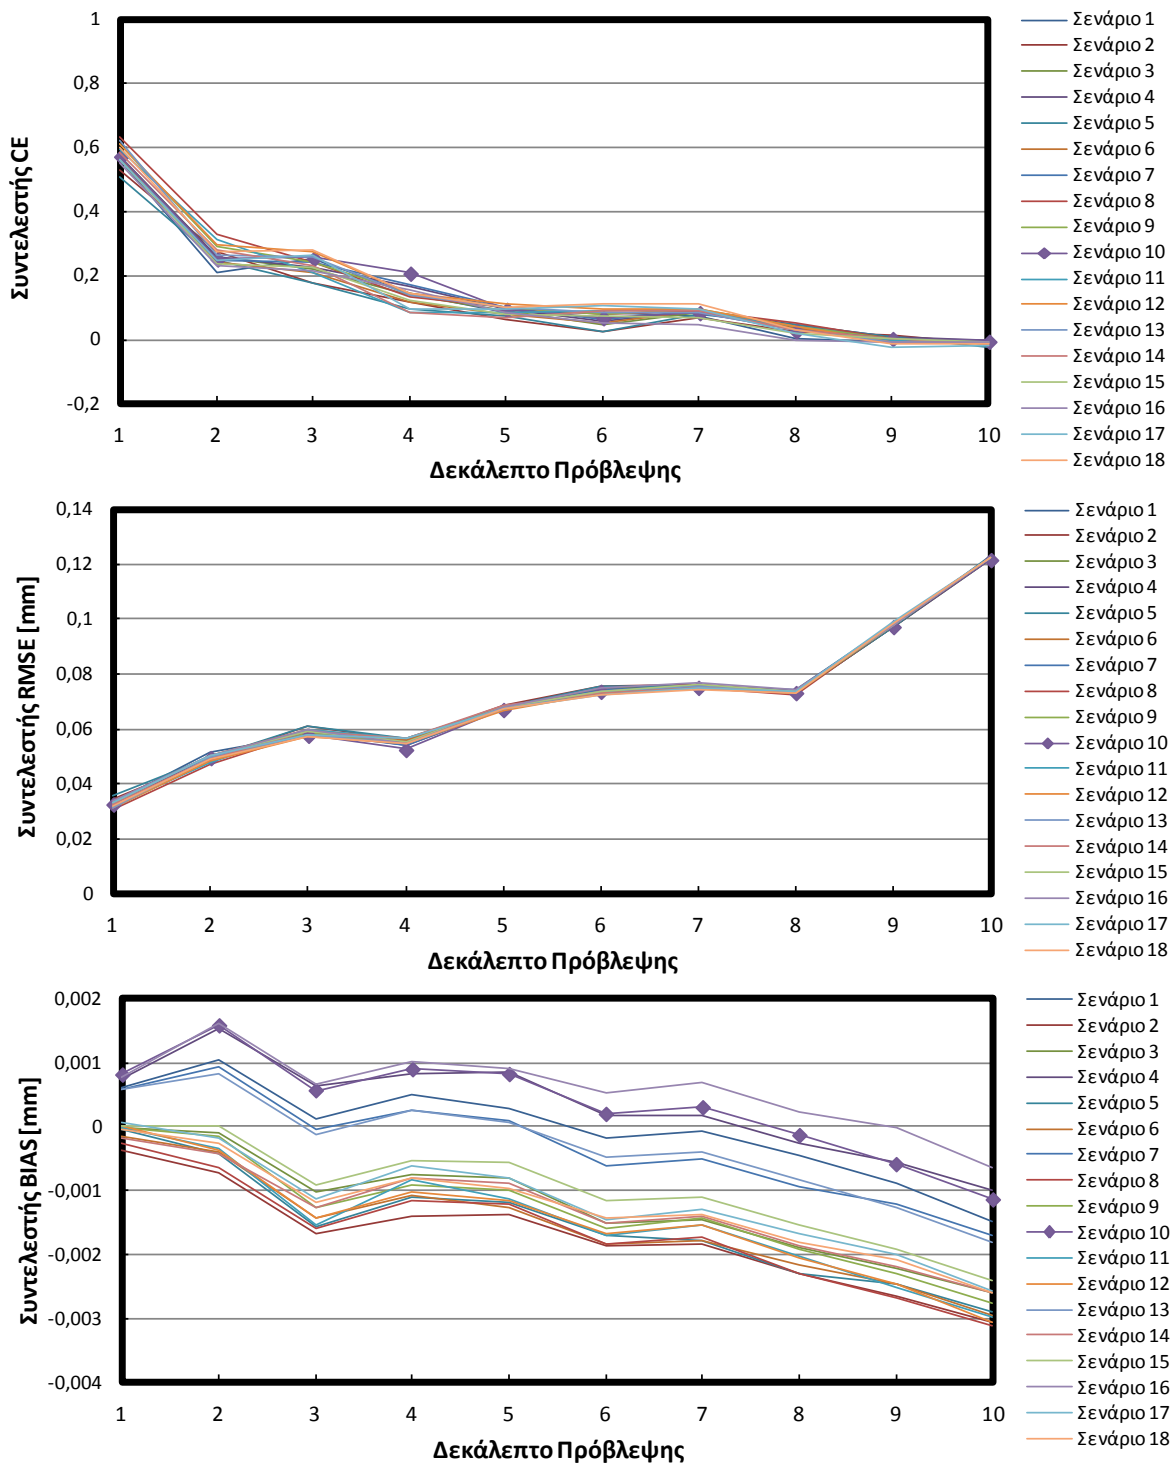 Συντελεστής CE
1
0,8
0,6
0,4
0,2
0
-0,2
1 2 3 4 5 6 7 8 9 10
Δεκάλεπτο Πρόβλεψης
Σενάριο 1
Σενάριο 2
Σενάριο 3
Σενάριο 4
Σενάριο 5
Σενάριο 6
Σενάριο 7
Σενάριο 8
Σενάριο 9
Σενάριο 10
Σενάριο 11
Σενάριο 12
Σενάριο 13
Σενάριο 14
Σενάριο 15
Σενάριο 16
Σενάριο 17
Σενάριο 18
Συντελεστής RMSE [mm]
0,14
0,12
0,1
0,08
0,06
0,04
0,02
0
1 2 3 4 5 6 7 8 9 10
Δεκάλεπτο Πρόβλεψης
Σενάριο 1
Σενάριο 2
Σενάριο 3
Σενάριο 4
Σενάριο 5
Σενάριο 6
Σενάριο 7
Σενάριο 8
Σενάριο 9
Σενάριο 10
Σενάριο 11
Σενάριο 12
Σενάριο 13
Σενάριο 14
Σενάριο 15
Σενάριο 16
Σενάριο 17
Σενάριο 18
Συντελεστής BIAS [mm]
0,002
0,001
0
-0,001
-0,002
-0,003
-0,004
1 2 3 4 5 6 7 8 9 10
Δεκάλεπτο Πρόβλεψης
Σενάριο 1
Σενάριο 2
Σενάριο 3
Σενάριο 4
Σενάριο 5
Σενάριο 6
Σενάριο 7
Σενάριο 8
Σενάριο 9
Σενάριο 10
Σενάριο 11
Σενάριο 12
Σενάριο 13
Σενάριο 14
Σενάριο 15
Σενάριο 16
Σενάριο 17
Σενάριο 18